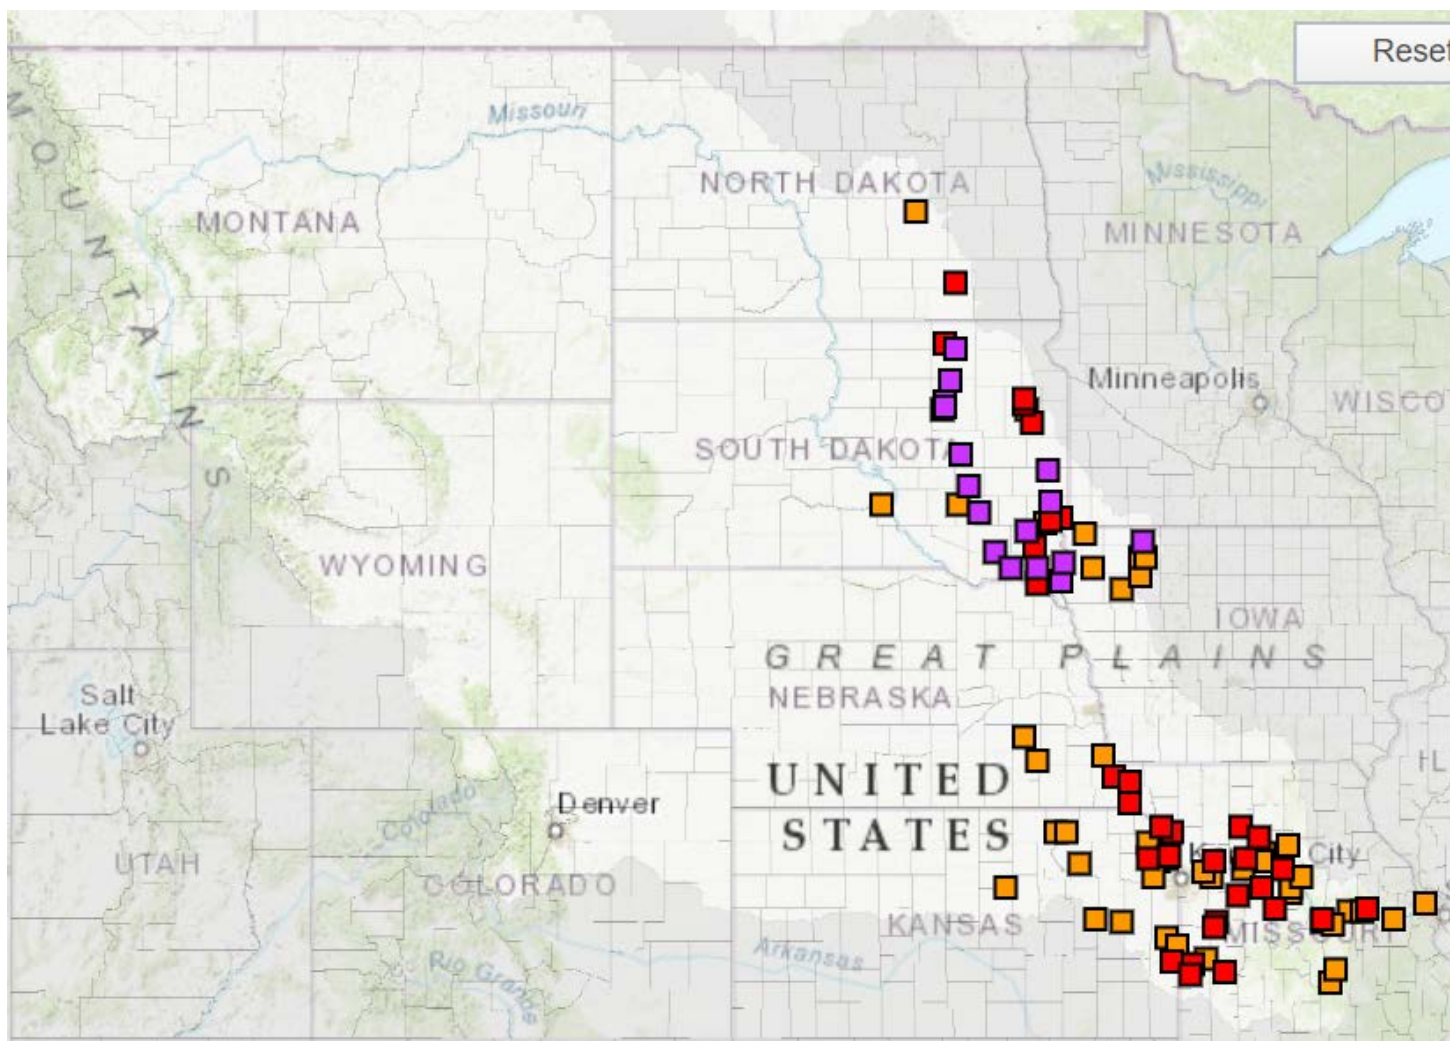 Reset
Missouri
MOUNTAINS
NORTH DAKOTA
Mississippi
MONTANA
MINNESOTA
Minneapolis
WISCO
SOUTH DAKOTA
WYOMING
IOWA
GREAT PLAINS
Salt
Lake City
NEBRASKA
IL
UNITED
STATES
Denver
Colorado
UTAH
COLORADO
K City
KANSAS
MISSOURI
Arkansas
Rio Grande